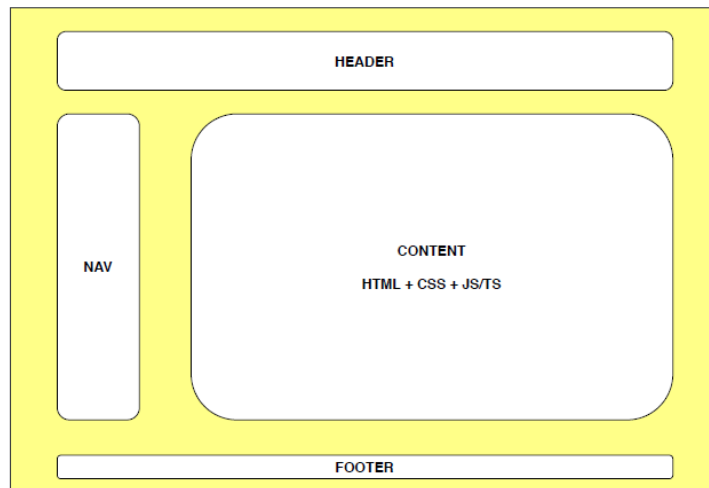 HEADER
NAV
CONTENT
HTML + CSS + JS/TS
FOOTER